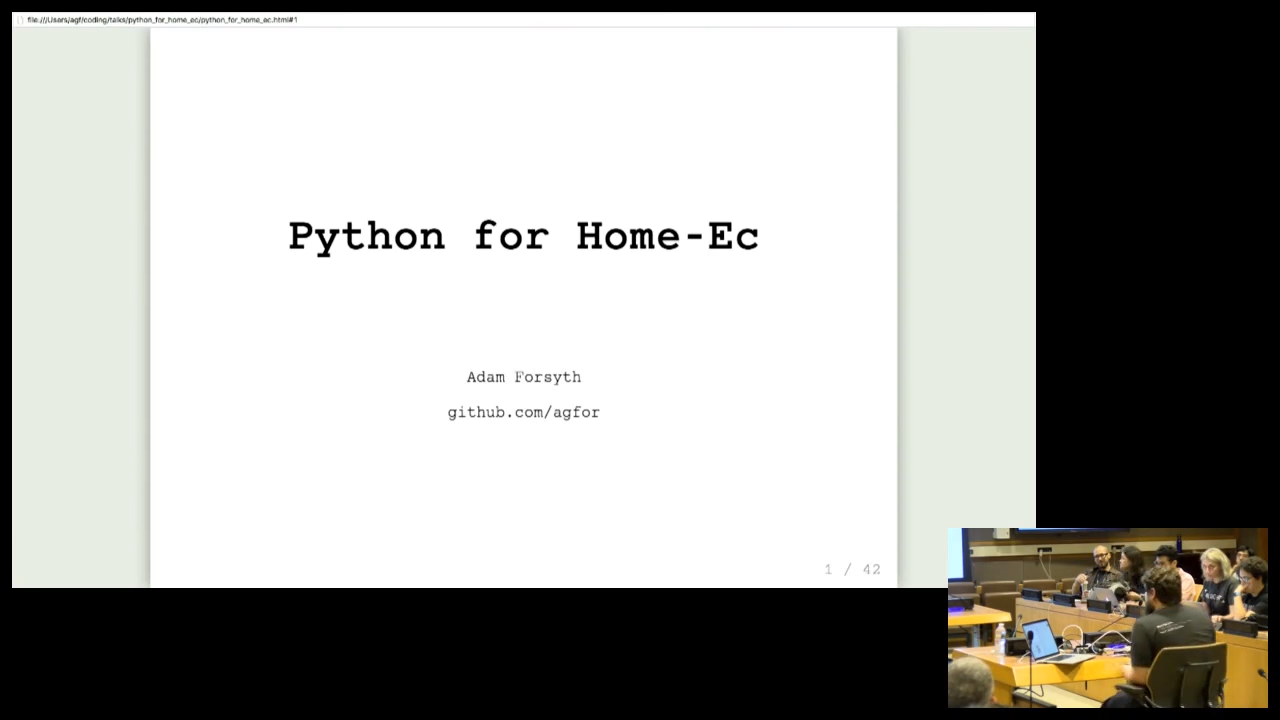 file:///Users/agf/coding/talks/python_for_home_ec/python_for_home_ec.html#1
Python for Home-Ec
Adam Forsyth
github.com/agfor
1 / 42